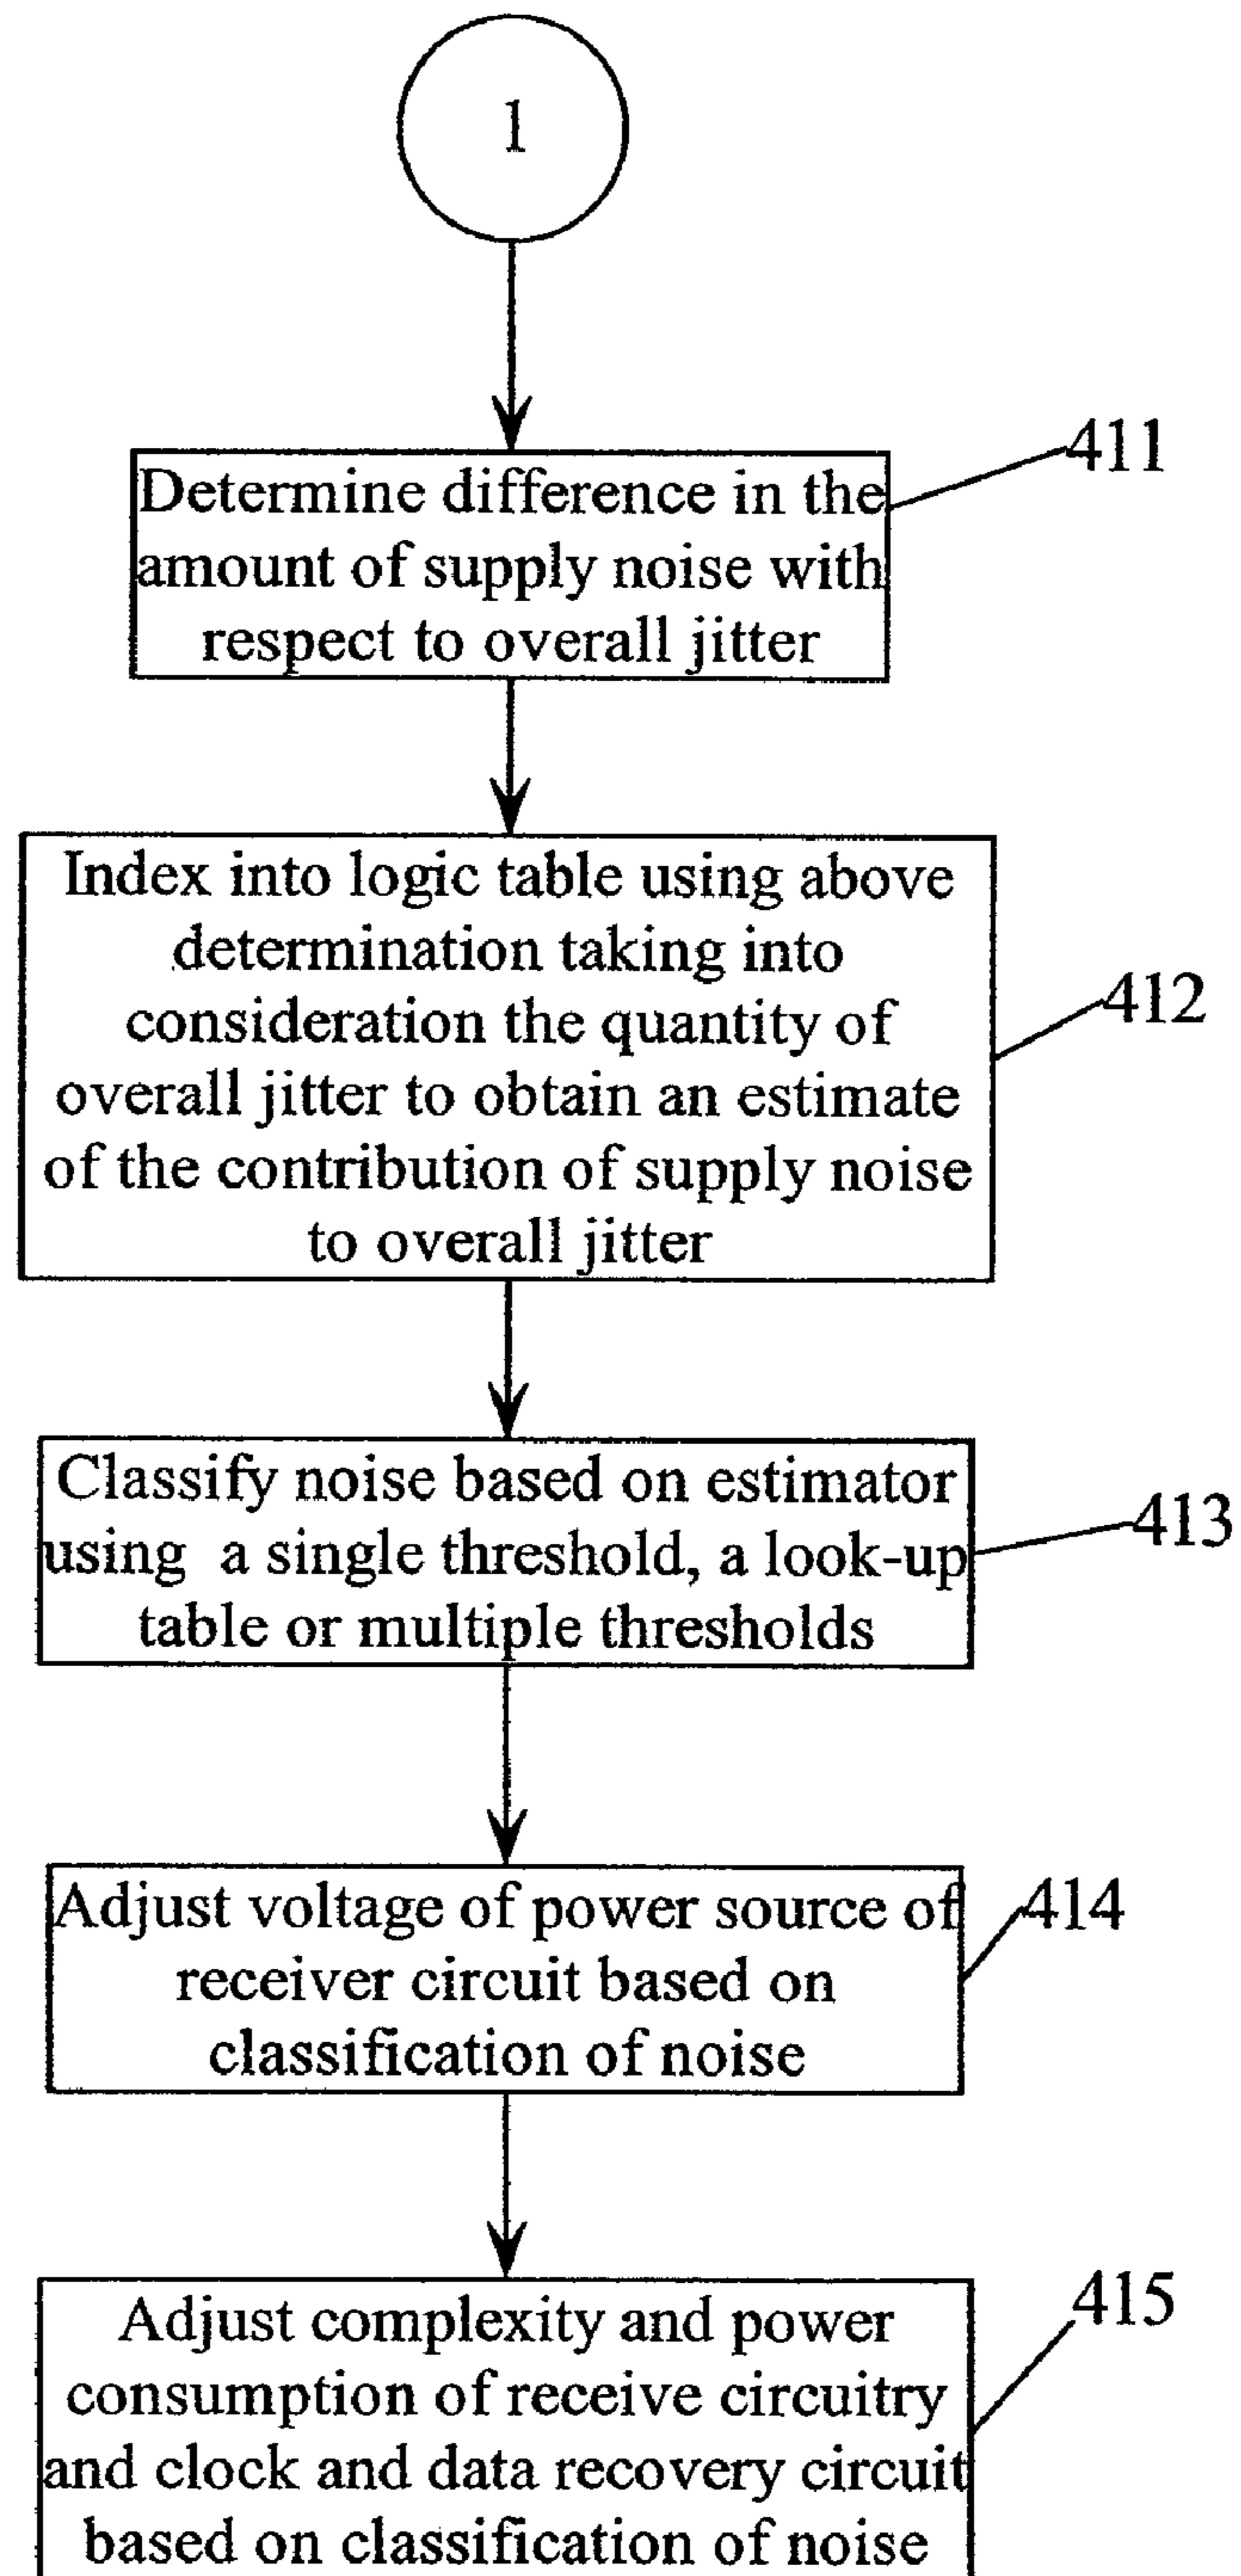 1
411
Determine difference in the
amount of supply noise with
respect to overall jitter
Index into logic table using above
determination taking into
consideration the quantity of
overall jitter to obtain an estimate
of the contribution of supply noise
to overall jitter
412
Classify noise based on estimator
using a single threshold, a look-up
table or multiple thresholds
413
Adjust voltage of power source of
receiver circuit based on
classification of noise
414
Adjust complexity and power
consumption of receive circuitry
and clock and data recovery circuit
based on classification of noise
415